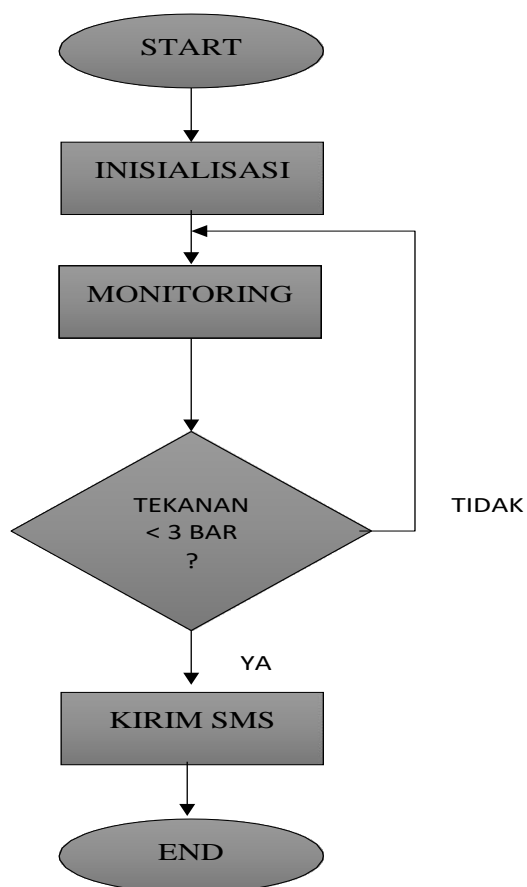 START
INISIALISASI
MONITORING
TEKANAN
< 3 BAR
?
TIDAK
YA
KIRIM SMS
END